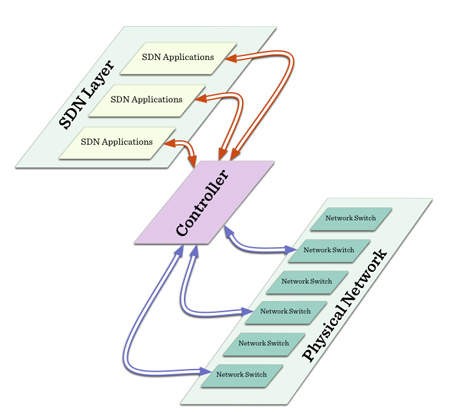 SDN Layer
SDN Applications
SDN Applications
SDN Applications
Controller
Network Switch
Network Switch
Network Switch
Network Switch
Network Switch
Network Switch
Physical Network